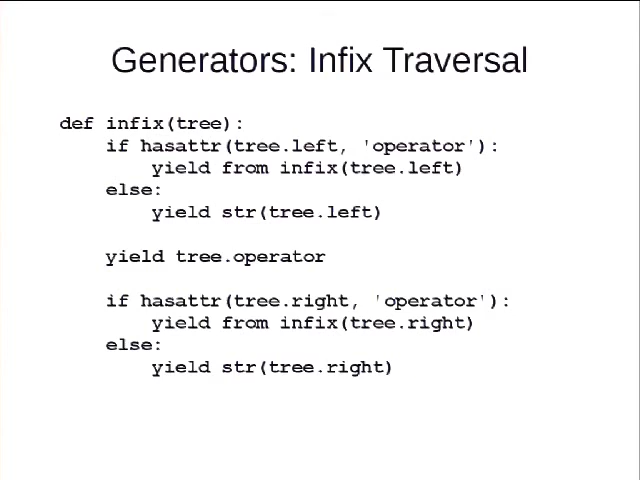 Generators: Infix Traversal
def infix(tree):
    if hasattr(tree.left, 'operator'):
        yield from infix(tree.left)
    else:
        yield str(tree.left)

    yield tree.operator

    if hasattr(tree.right, 'operator'):
        yield from infix(tree.right)
    else:
        yield str(tree.right)